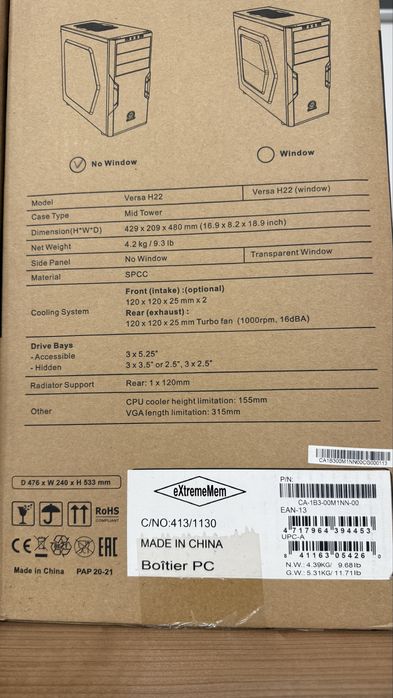 No Window
Window
Model Versa H22 Versa H22 (window)
Case Type Mid Tower
Dimension(H*W*D) 429 x 209 x 480 mm (16.9 x 8.2 x 18.9 inch)
Net Weight 4.2 kg / 9.3 lb
Side Panel No Window Transparent Window
Material SPCC
Front (intake) :(optional)
120 x 120 x 25 mm x 2
Cooling System Rear (exhaust) :
120 x 120 x 25 mm Turbo fan (1000rpm, 16dBA)
Drive Bays
- Accessible 3 x 5.25"
- Hidden 3 x 3.5" or 2.5", 3 x 2.5"
Radiator Support Rear: 1 x 120mm
CPU cooler height limitation: 155mm
Other VGA length limitation: 315mm
CA1B300M1NN00CG000113
D 476 x W 240 x H 533 mm
RoHS
COMPLIANT
CE EAC
Made in China PAP 20-21
eXtremeMem
C/NO:413/1130
MADE IN CHINA
Boîtier PC
P/N:
CA-1B3-00M1NN-00
EAN-13
4 717964 394453
UPC-A
8 41163 05426 0
N.W.: 4.39KG/ 9.68lb
G.W.: 5.31KG/ 11.71lb